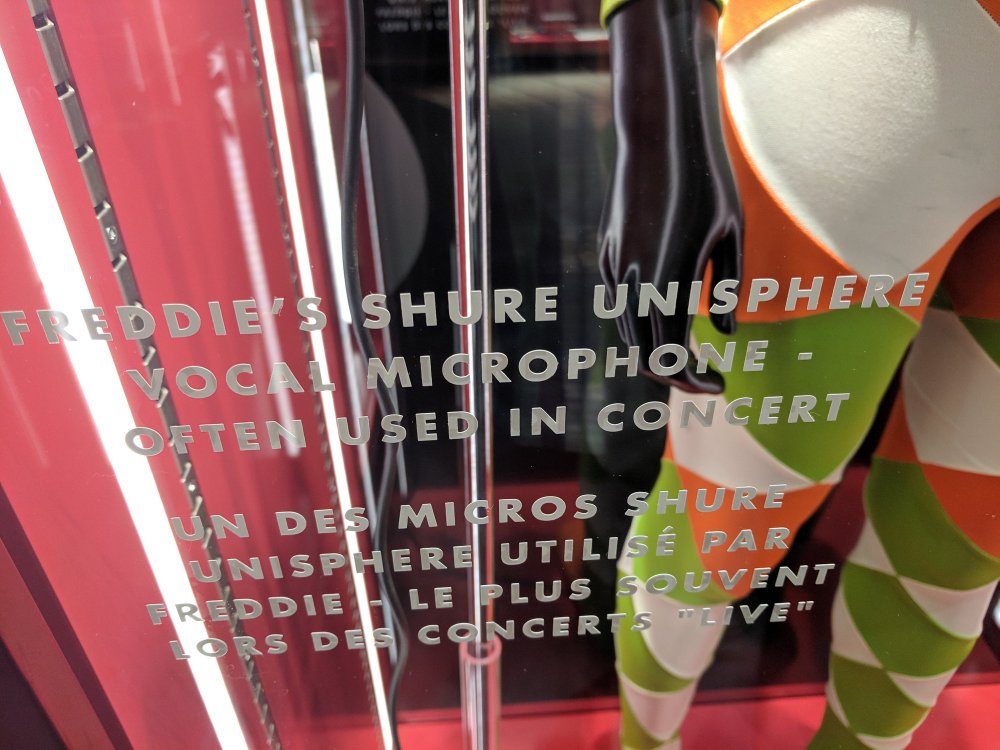 FREDDIE'S SHURE UNISPHERE
VOCAL MICROPHONE -
OFTEN USED IN CONCERT
UN DES MICROS SHURE
UNISPHERE UTILISÉ PAR
FREDDIE - LE PLUS SOUVENT
LORS DES CONCERTS "LIVE"